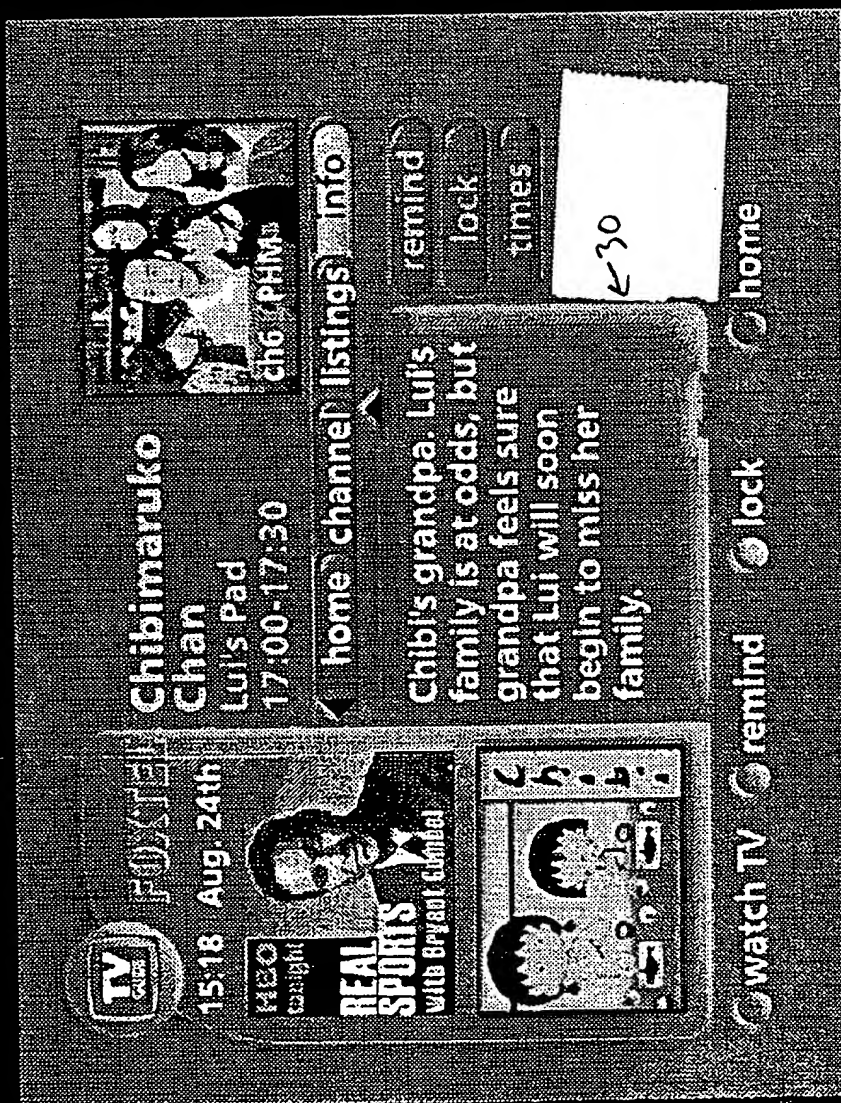 TV
GUIDE
FOXTEL
15:18 Aug. 24th
HBO
tonight
REAL
SPORTS
with Bryant Gumbel
Chibi
Chibimaruko
Chan
Lui's Pad
17:00-17:30
ch6 PHM
home channel listings info
Chibi's grandpa. Lui's
family is at odds, but
grandpa feels sure
that Lui will soon
begin to miss her
family.
remind
lock
times
←30
watch TV remind lock home